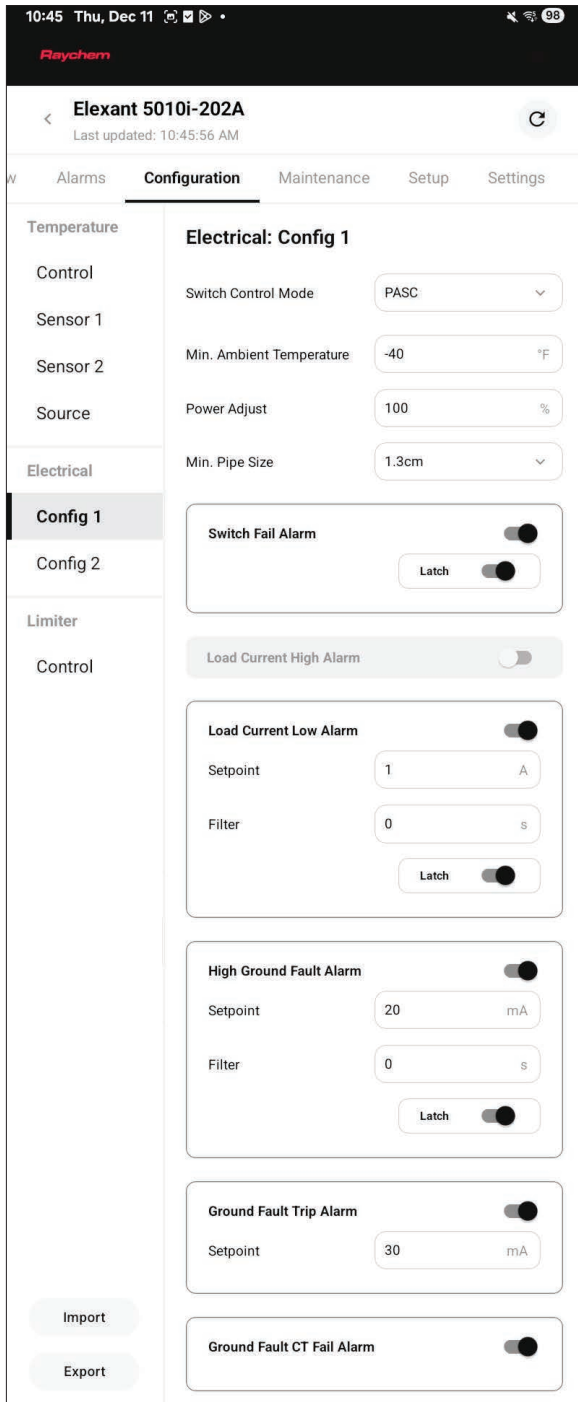 10:45 Thu, Dec 11 98
Raychem
Elexant 5010i-202A
Last updated: 10:45:56 AM
w Alarms Configuration Maintenance Setup Settings
Temperature
Control
Sensor 1
Sensor 2
Source
Electrical
Config 1
Config 2
Limiter
Control
Import
Export
Electrical: Config 1
Switch Control Mode PASC
Min. Ambient Temperature -40 °F
Power Adjust 100 %
Min. Pipe Size 1.3cm
Switch Fail Alarm
Latch
Load Current High Alarm
Load Current Low Alarm
Setpoint 1 A
Filter 0 s
Latch
High Ground Fault Alarm
Setpoint 20 mA
Filter 0 s
Latch
Ground Fault Trip Alarm
Setpoint 30 mA
Ground Fault CT Fail Alarm